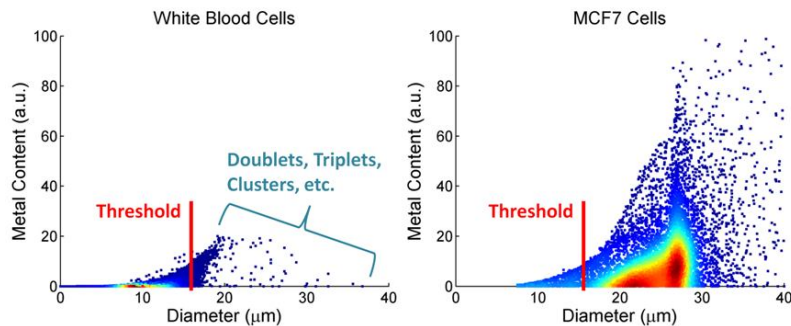 White Blood Cells
Metal Content (a.u.)
100
80
60
40
20
0
Doublets, Triplets,
Clusters, etc.
Threshold
0 10 20 30 40
Diameter (μm)
MCF7 Cells
Metal Content (a.u.)
100
80
60
40
20
0
Threshold
0 10 20 30 40
Diameter (μm)